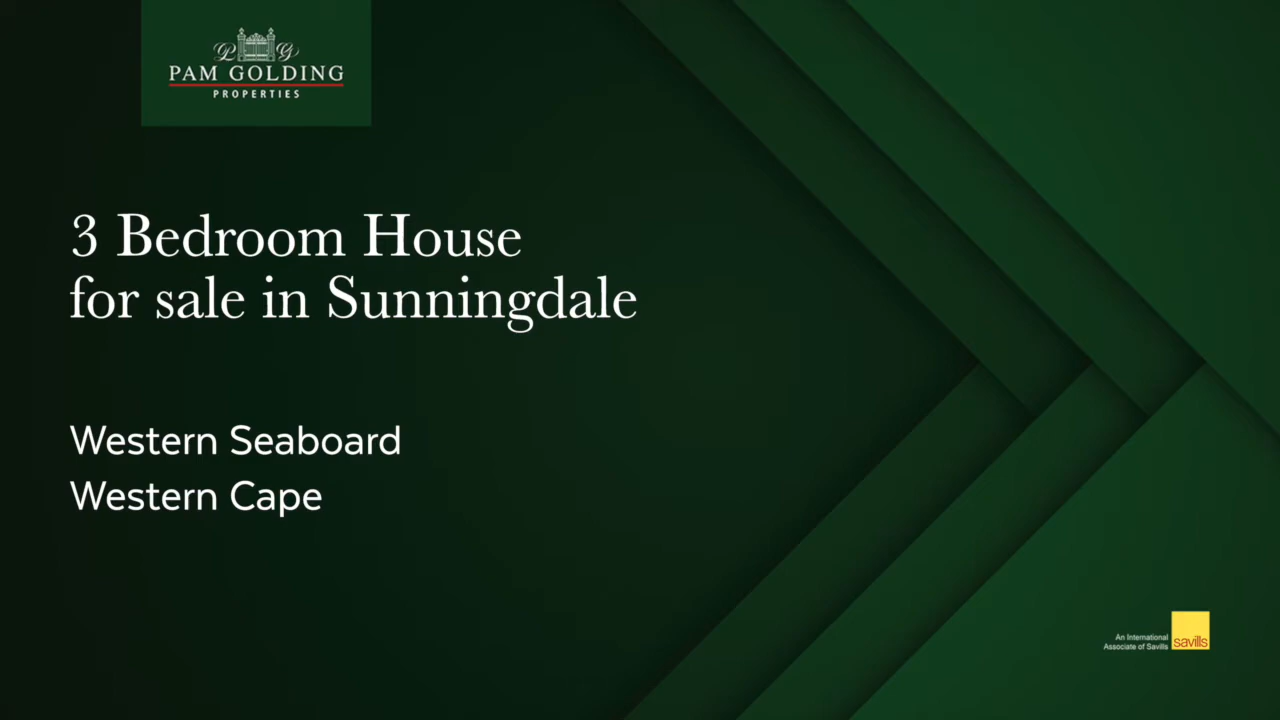 PAM GOLDING
PROPERTIES
3 Bedroom House
for sale in Sunningdale
Western Seaboard
Western Cape
An International
Associate of Savills
savills